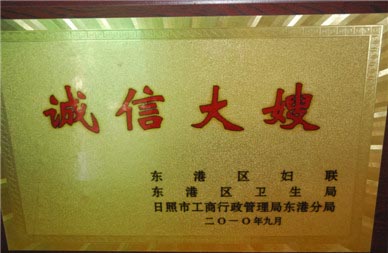 诚信大嫂
东港区妇联
东港区卫生局
日照市工商行政管理局东港分局
二〇一〇年九月